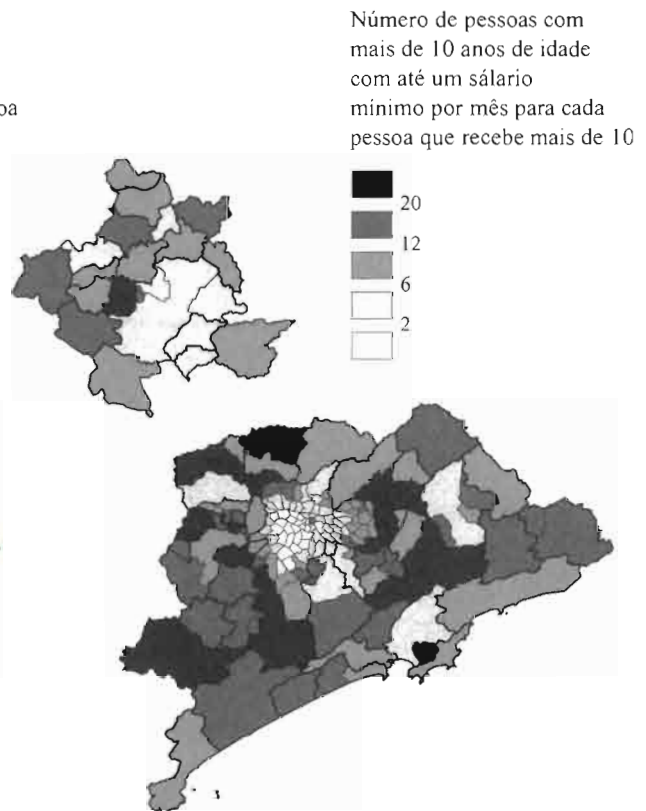 Número de pessoas com
mais de 10 anos de idade
com até um sálario
mínimo por mês para cada
pessoa que recebe mais de 10
oa
20
12
6
2